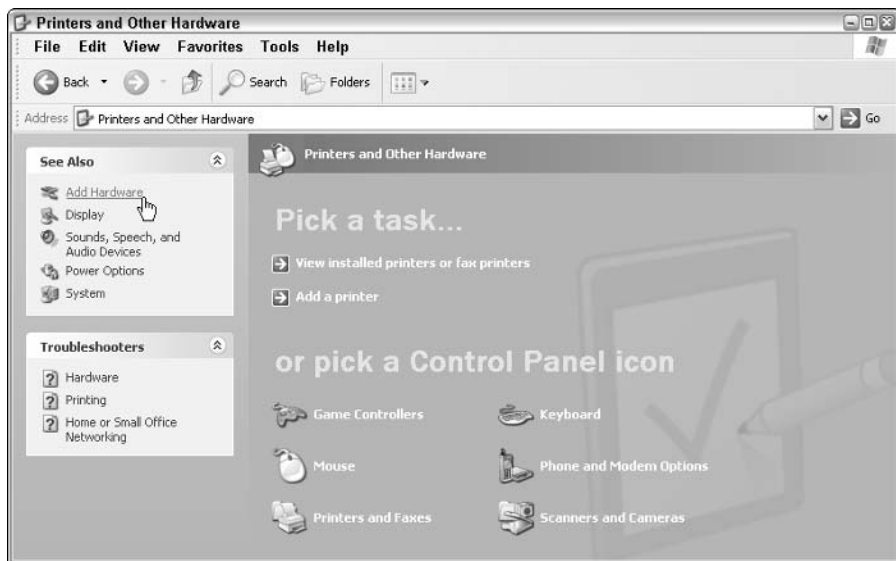 Printers and Other Hardware
File Edit View Favorites Tools Help
Back Search Folders
Address Printers and Other Hardware Go
See Also
Add Hardware
Display
Sounds, Speech, and
Audio Devices
Power Options
System
Troubleshooters
? Hardware
? Printing
? Home or Small Office
Networking
Printers and Other Hardware
Pick a task...
View installed printers or fax printers
Add a printer
or pick a Control Panel icon
Game Controllers
Keyboard
Mouse
Phone and Modem Options
Printers and Faxes
Scanners and Cameras